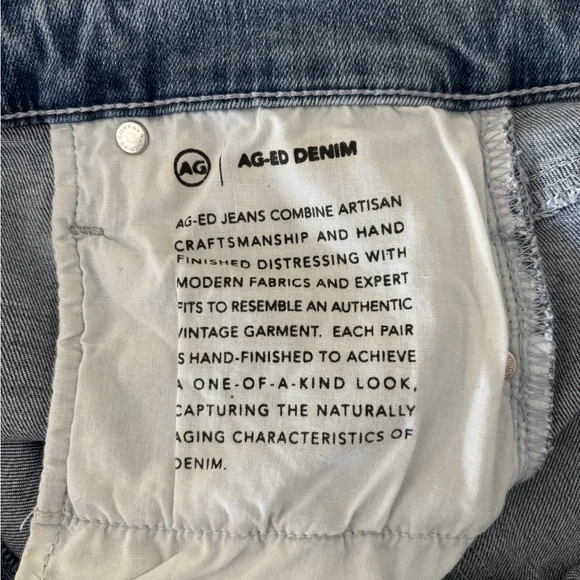 AG | AG-ED DENIM
AG-ED JEANS COMBINE ARTISAN
CRAFTSMANSHIP AND HAND
FINISHED DISTRESSING WITH
MODERN FABRICS AND EXPERT
FITS TO RESEMBLE AN AUTHENTIC
VINTAGE GARMENT. EACH PAIR
IS HAND-FINISHED TO ACHIEVE
A ONE-OF-A-KIND LOOK,
CAPTURING THE NATURALLY
AGING CHARACTERISTICS OF
DENIM.